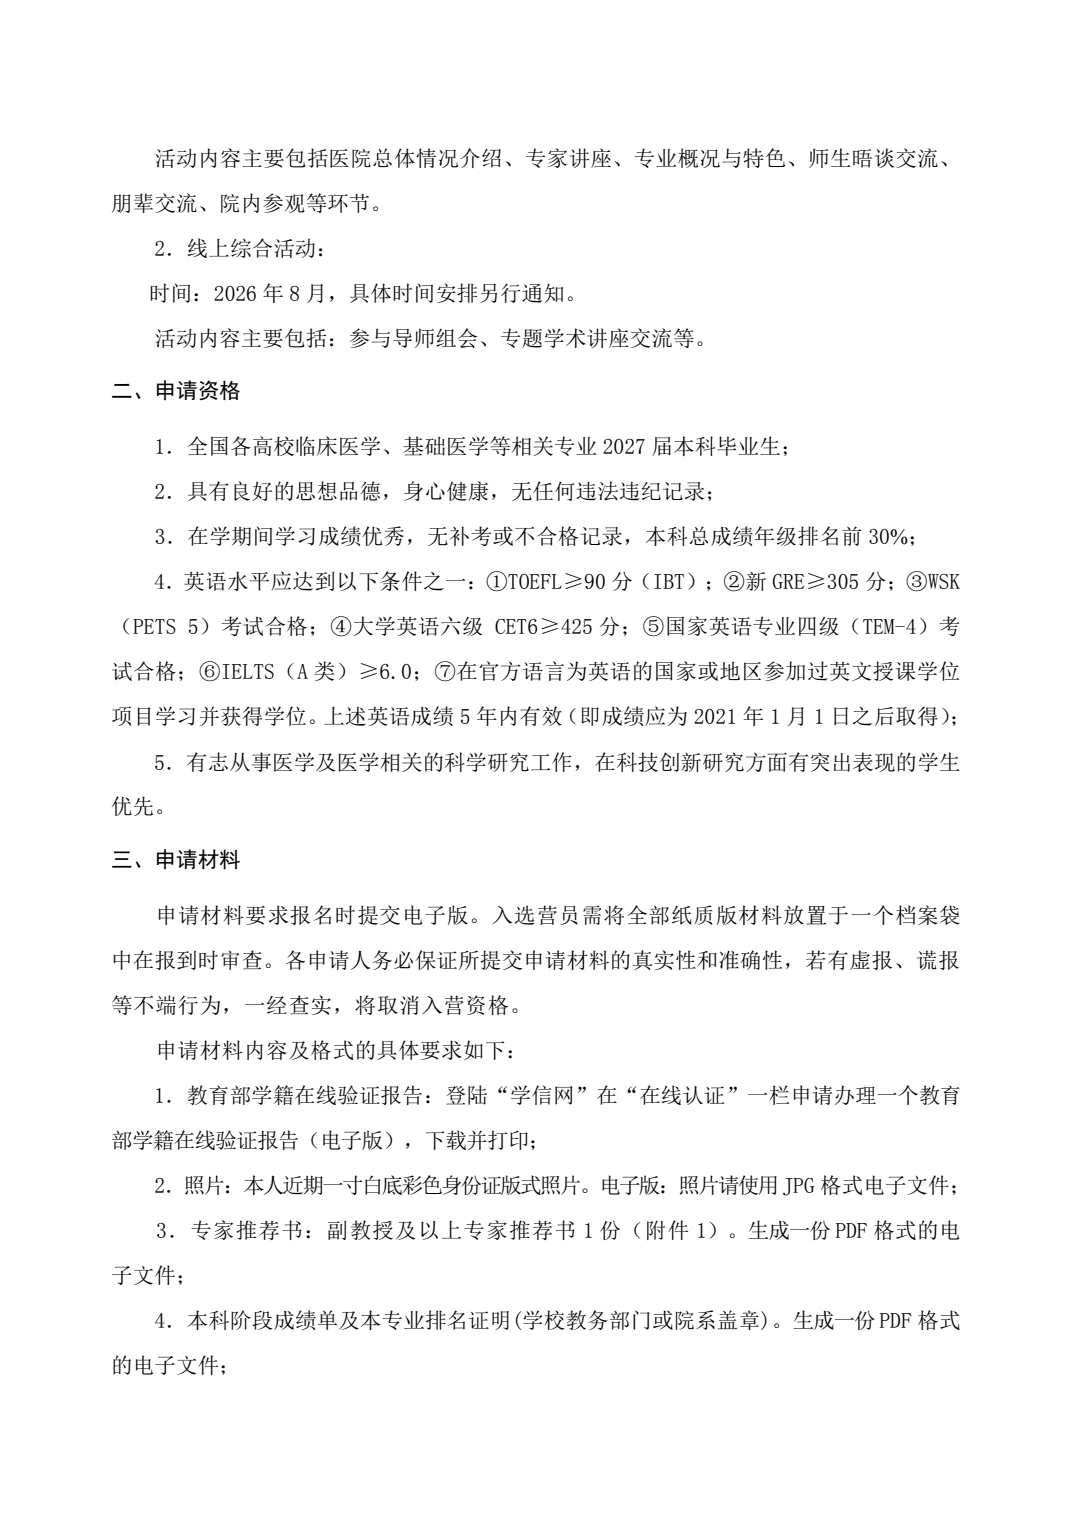 活动内容主要包括医院总体情况介绍、专家讲座、专业概况与特色、师生晤谈交流、
朋辈交流、院内参观等环节。
2. 线上综合活动：
时间：2026 年 8 月，具体时间安排另行通知。
活动内容主要包括：参与导师组会、专题学术讲座交流等。
二、申请资格
1. 全国各高校临床医学、基础医学等相关专业 2027 届本科毕业生；
2. 具有良好的思想品德，身心健康，无任何违法违纪记录；
3. 在学期间学习成绩优秀，无补考或不合格记录，本科总成绩年级排名前 30%；
4. 英语水平应达到以下条件之一：①TOEFL≥90 分（IBT）；②新 GRE≥305 分；③WSK
（PETS 5）考试合格；④大学英语六级 CET6≥425 分；⑤国家英语专业四级（TEM-4）考
试合格；⑥IELTS（A 类）≥6.0；⑦在官方语言为英语的国家或地区参加过英文授课学位
项目学习并获得学位。上述英语成绩 5 年内有效（即成绩应为 2021 年 1 月 1 日之后取得）；
5. 有志从事医学及医学相关的科学研究工作，在科技创新研究方面有突出表现的学生
优先。
三、申请材料
申请材料要求报名时提交电子版。入选营员需将全部纸质版材料放置于一个档案袋
中在报到时审查。各申请人务必保证所提交申请材料的真实性和准确性，若有虚报、谎报
等不端行为，一经查实，将取消入营资格。
申请材料内容及格式的具体要求如下：
1. 教育部学籍在线验证报告：登陆“学信网”在“在线认证”一栏申请办理一个教育
部学籍在线验证报告（电子版），下载并打印；
2. 照片：本人近期一寸白底彩色身份证版式照片。电子版：照片请使用 JPG 格式电子文件；
3. 专家推荐书：副教授及以上专家推荐书 1 份（附件 1）。生成一份 PDF 格式的电
子文件；
4. 本科阶段成绩单及本专业排名证明(学校教务部门或院系盖章)。生成一份 PDF 格式
的电子文件；